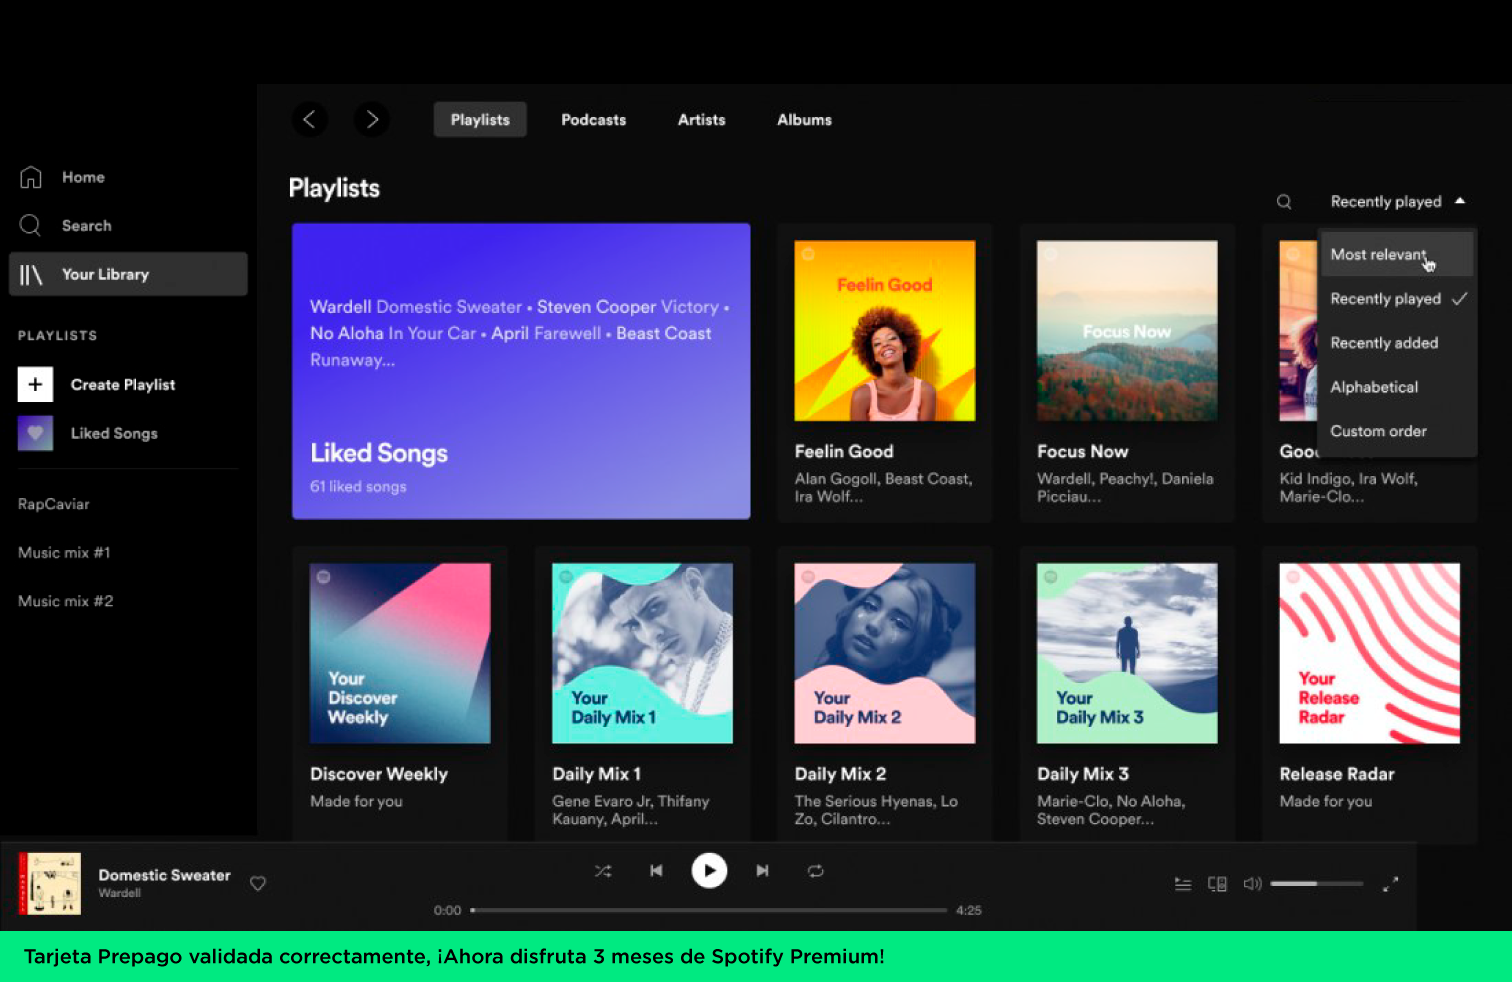 Playlists
Podcasts
Artists
Albums
Home
Search
Your Library
PLAYLISTS
Create Playlist
Liked Songs
RapCaviar
Music mix #1
Music mix #2
Playlists
Recently played
Most relevant
Recently played
Recently added
Alphabetical
Custom order
Wardell Domestic Sweater • Steven Cooper Victory •
No Aloha In Your Car • April Farewell • Beast Coast
Runaway...
Liked Songs
61 liked songs
Feelin Good
Feelin Good
Alan Gogoll, Beast Coast,
Ira Wolf...
Focus Now
Focus Now
Wardell, Peachy!, Daniela
Picciau...
Kid Indigo, Ira Wolf,
Marie-Clo...
Your
Discover
Weekly
Discover Weekly
Made for you
Your
Daily Mix 1
Daily Mix 1
Gene Evaro Jr, Thifany
Kauany, April...
Your
Daily Mix 2
Daily Mix 2
The Serious Hyenas, Lo
Zo, Cilantro...
Your
Daily Mix 3
Daily Mix 3
Marie-Clo, No Aloha,
Steven Cooper...
Your
Release
Radar
Release Radar
Made for you
Domestic Sweater
Wardell
0:00
4:25
Tarjeta Prepago validada correctamente, ¡Ahora disfruta 3 meses de Spotify Premium!